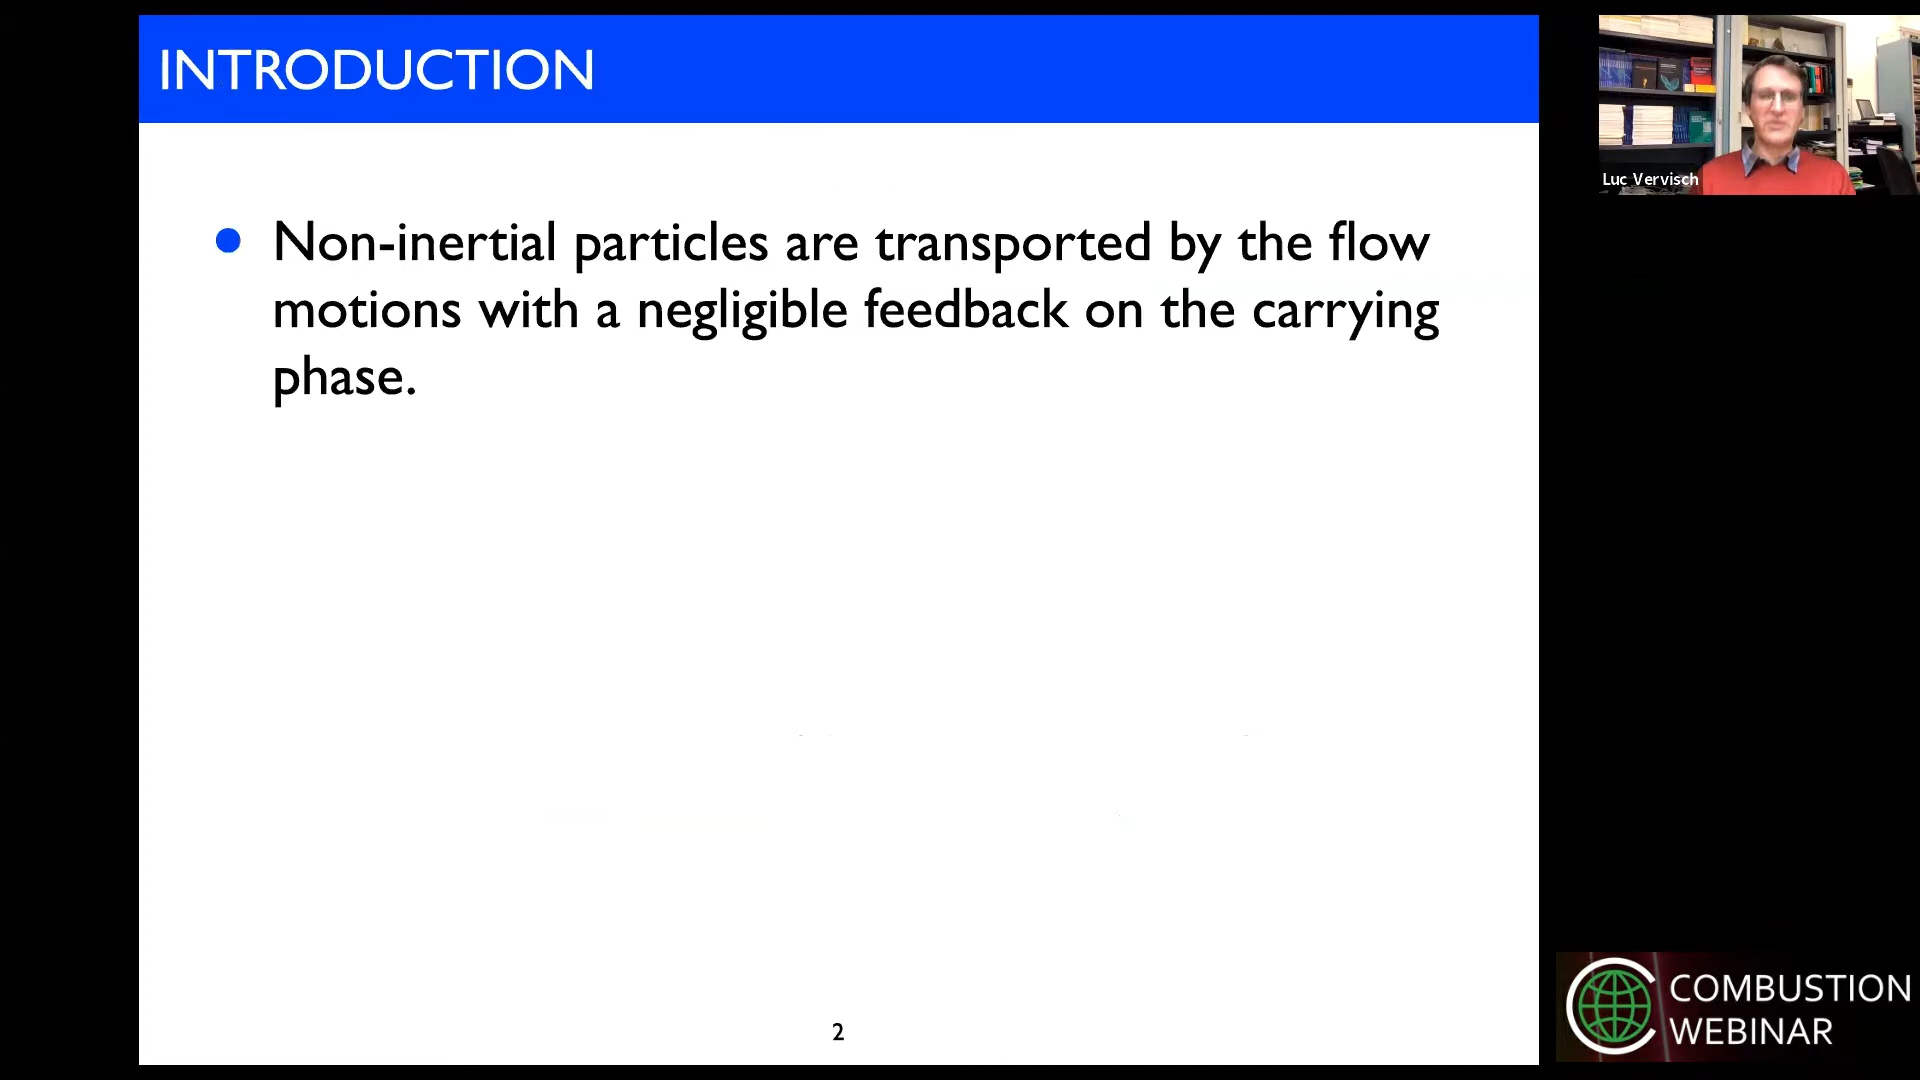 INTRODUCTION
Non-inertial particles are transported by the flow
motions with a negligible feedback on the carrying
phase.
2
Luc Vervisch
COMBUSTION
WEBINAR